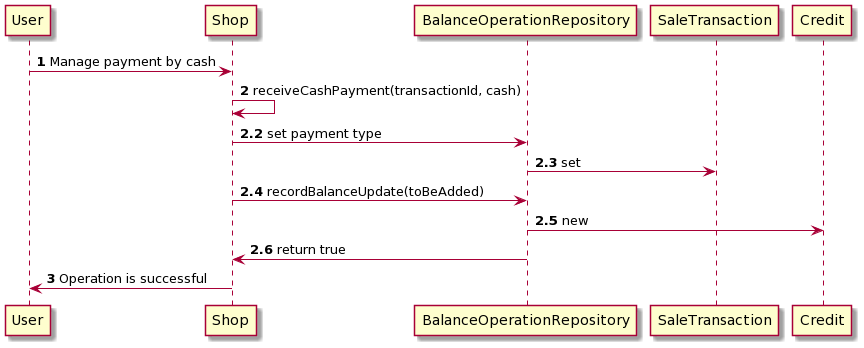 User Shop BalanceOperationRepository SaleTransaction Credit
1 Manage payment by cash
2 receiveCashPayment(transactionId, cash)
2.2 set payment type
2.3 set
2.4 recordBalanceUpdate(toBeAdded)
2.5 new
2.6 return true
3 Operation is successful
User Shop BalanceOperationRepository SaleTransaction Credit